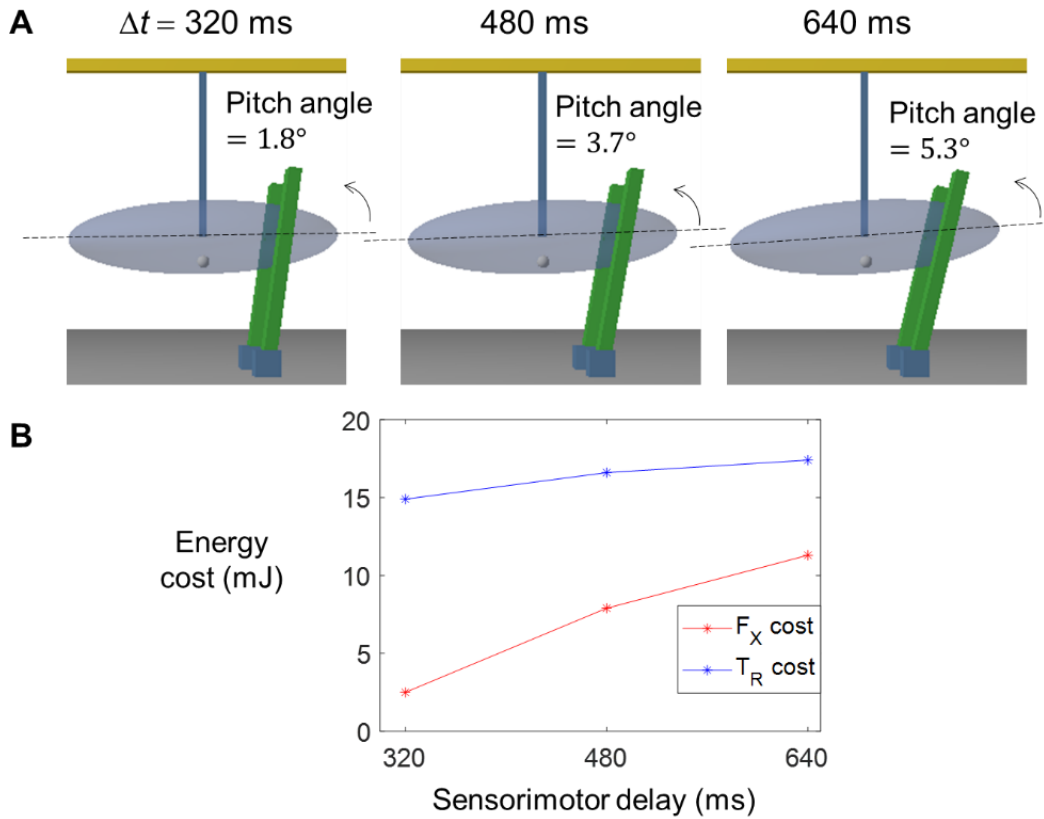 A
Δt = 320 ms
480 ms
640 ms
Pitch angle
= 1.8°
Pitch angle
= 3.7°
Pitch angle
= 5.3°
B
20
15
10
5
0
Energy
cost (mJ)
F_X cost
T_R cost
320
480
640
Sensorimotor delay (ms)